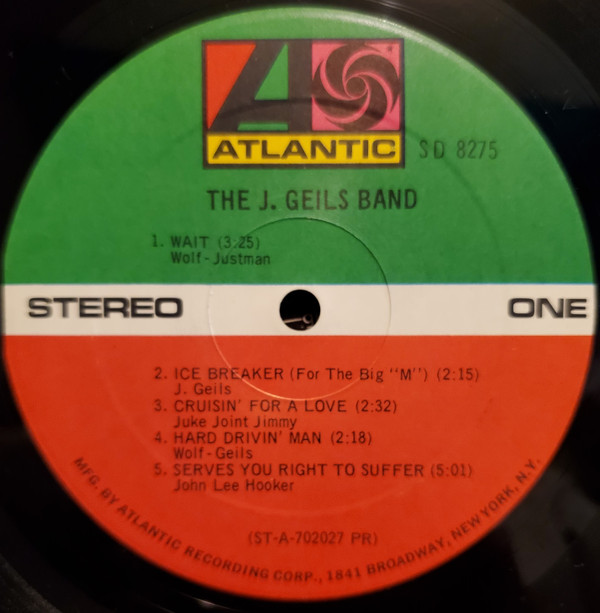 ATLANTIC
SD 8275
THE J. GEILS BAND
1. WAIT (3:25)
Wolf-Justman
STEREO
ONE
2. ICE BREAKER (For The Big "M") (2:15)
J. Geils
3. CRUISIN' FOR A LOVE (2:32)
Juke Joint Jimmy
4. HARD DRIVIN' MAN (2:18)
Wolf-Geils
5. SERVES YOU RIGHT TO SUFFER (5:01)
John Lee Hooker
(ST-A-702027 PR)
MFG. BY ATLANTIC RECORDING CORP., 1841 BROADWAY, NEW YORK, N.Y.